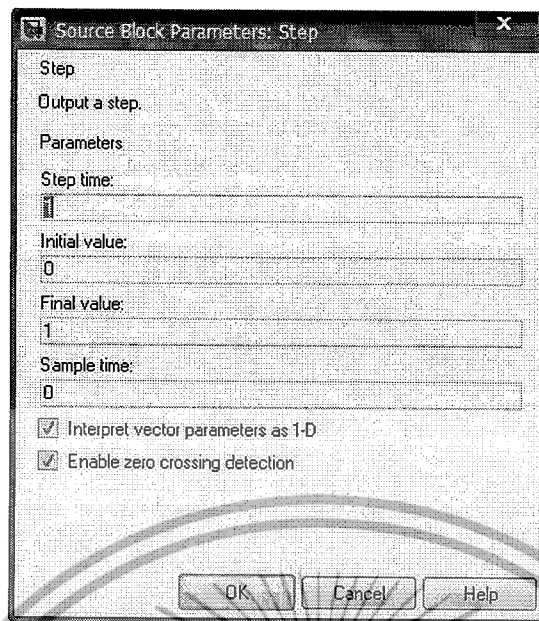 Source Block Parameters: Step
X
Step
Output a step.
Parameters
Step time:
1
Initial value:
0
Final value:
1
Sample time:
0
Interpret vector parameters as 1-D
Enable zero crossing detection
OK
Cancel
Help